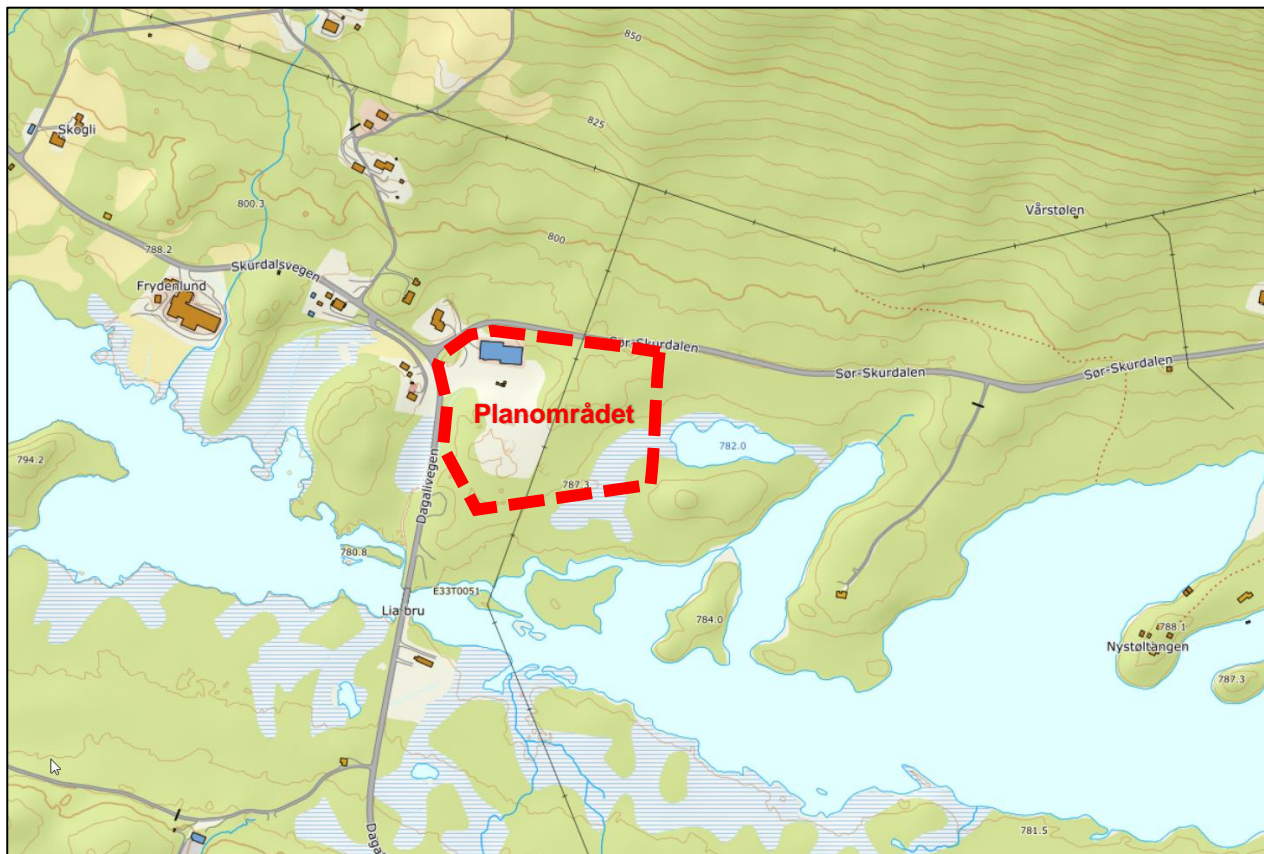 850
825
Skogli
800.3
Vårstølen
800
788.2
Skurdalsvegen
Frydenlund
Sør-Skurdalen
Sør-Skurdalen
Sør-Skurdalen
Planområdet
782.0
794.2
787.3
Dagalivegen
780.8
E33T0051
Lia bru
784.0
788.1
Nystøltangen
787.3
781.5
Daga